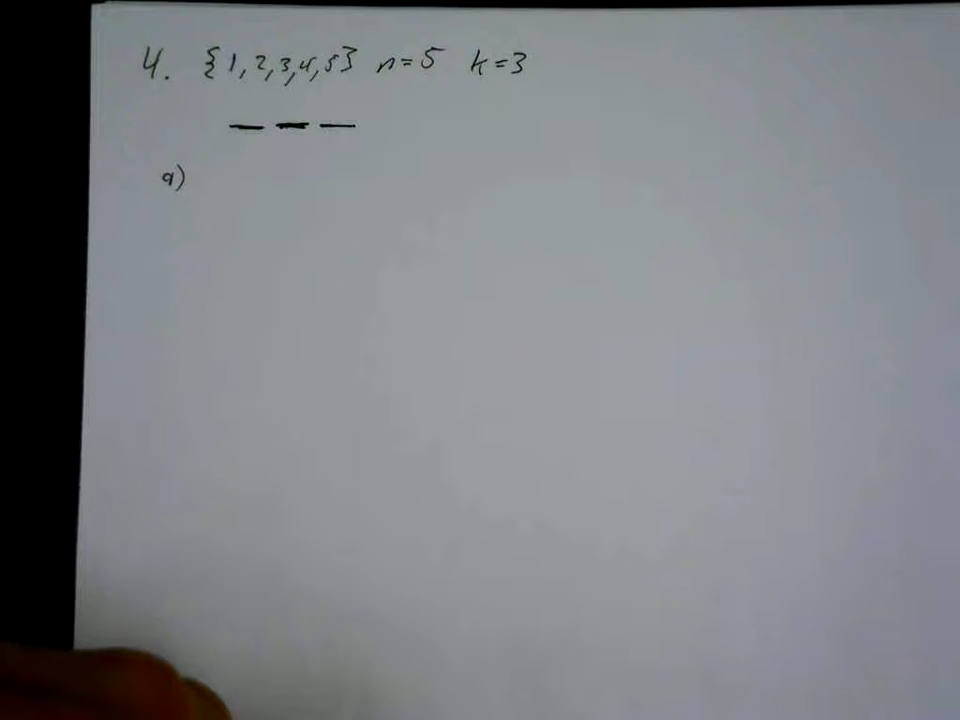 4. {1,2,3,4,5} n=5 k=3
_ _ _
a)